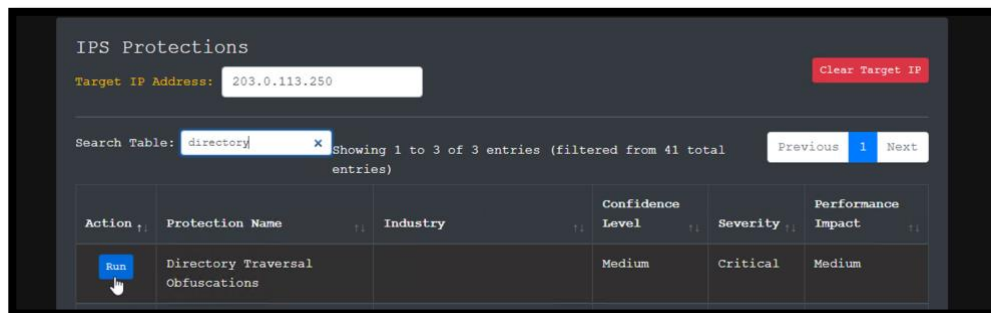 IPS Protections
Target IP Address: 203.0.113.250
Clear Target IP
Search Table: directory
Showing 1 to 3 of 3 entries (filtered from 41 total
entries)
Previous 1 Next
Action Protection Name Industry Confidence Level Severity Performance Impact
Run Directory Traversal Medium Critical Medium
Obfuscations